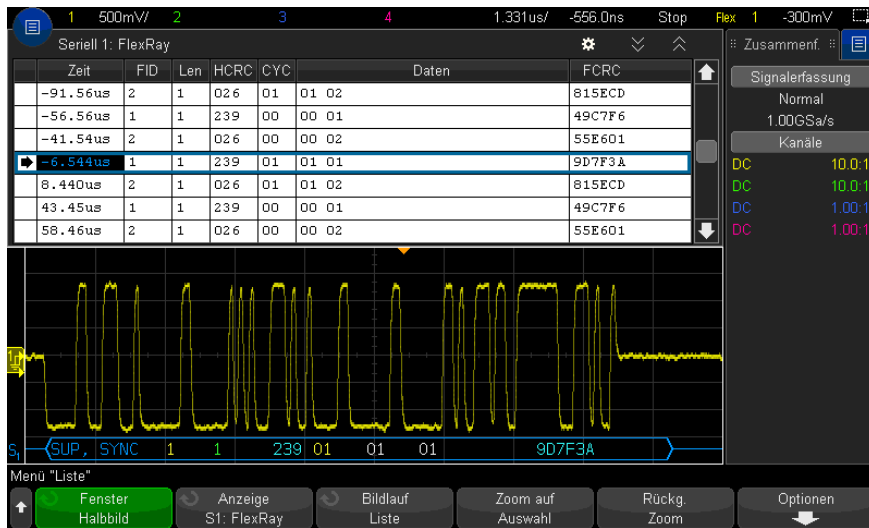 1 500mV/ 2 3 4 1.331us/ -556.0ns Stop Flex 1 -300mV
Seriell 1: FlexRay
Zeit FID Len HCRC CYC Daten FCRC
-91.56us 2 1 026 01 01 02 815ECD
-56.56us 1 1 239 00 00 01 49C7F6
-41.54us 2 1 026 00 00 02 55E601
-6.544us 1 1 239 01 01 01 9D7F3A
8.440us 2 1 026 01 01 02 815ECD
43.45us 1 1 239 00 00 01 49C7F6
58.46us 2 1 026 00 00 02 55E601
Zusammenf.
Signalerfassung
Normal
1.00GSa/s
Kanäle
DC 10.0:1
DC 10.0:1
DC 1.00:1
DC 1.00:1
1
S1 SUP, SYNC 1 1 239 01 01 01 9D7F3A
Menü "Liste"
Fenster
Halbbild
Anzeige
S1: FlexRay
Bildlauf
Liste
Zoom auf
Auswahl
Rückg.
Zoom
Optionen